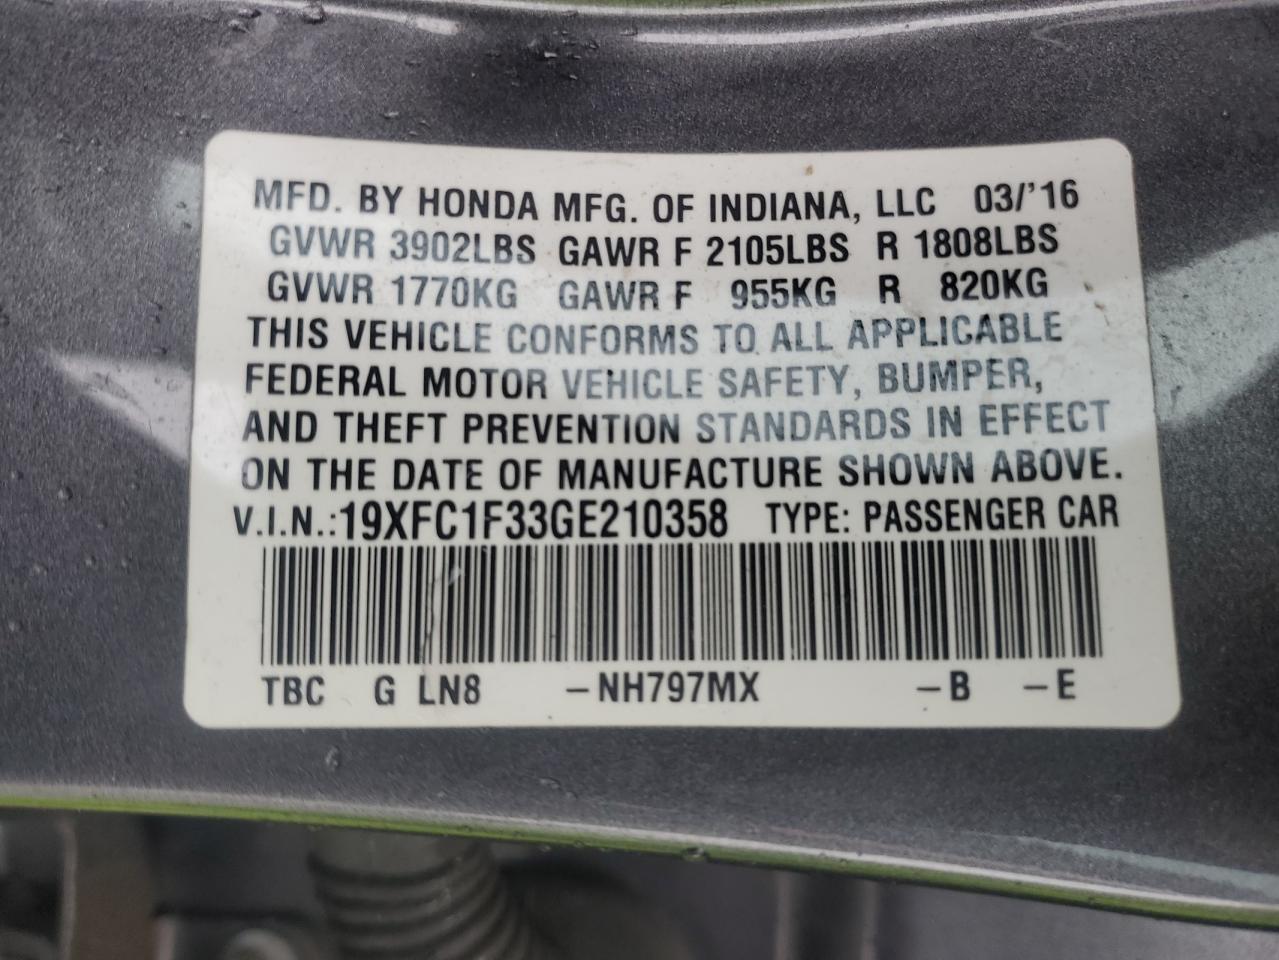 MFD. BY HONDA MFG. OF INDIANA, LLC 03/'16
GVWR 3902LBS GAWR F 2105LBS R 1808LBS
GVWR 1770KG GAWR F 955KG R 820KG
THIS VEHICLE CONFORMS TO ALL APPLICABLE
FEDERAL MOTOR VEHICLE SAFETY, BUMPER,
AND THEFT PREVENTION STANDARDS IN EFFECT
ON THE DATE OF MANUFACTURE SHOWN ABOVE.
V.I.N.:19XFC1F33GE210358 TYPE: PASSENGER CAR
TBC G LN8 –NH797MX –B –E